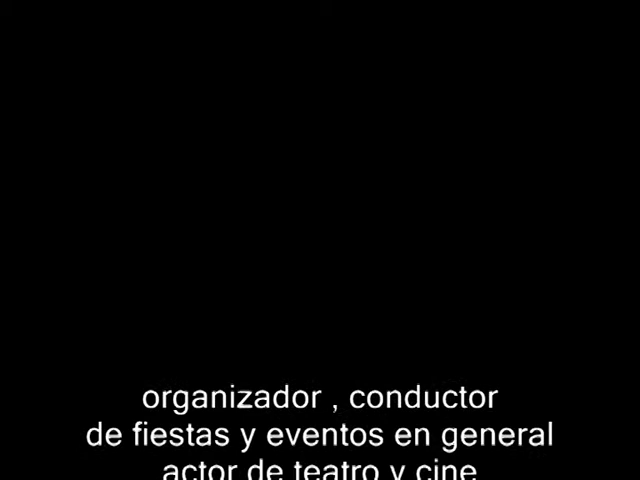 organizador , conductor
de fiestas y eventos en general
actor de teatro y cine